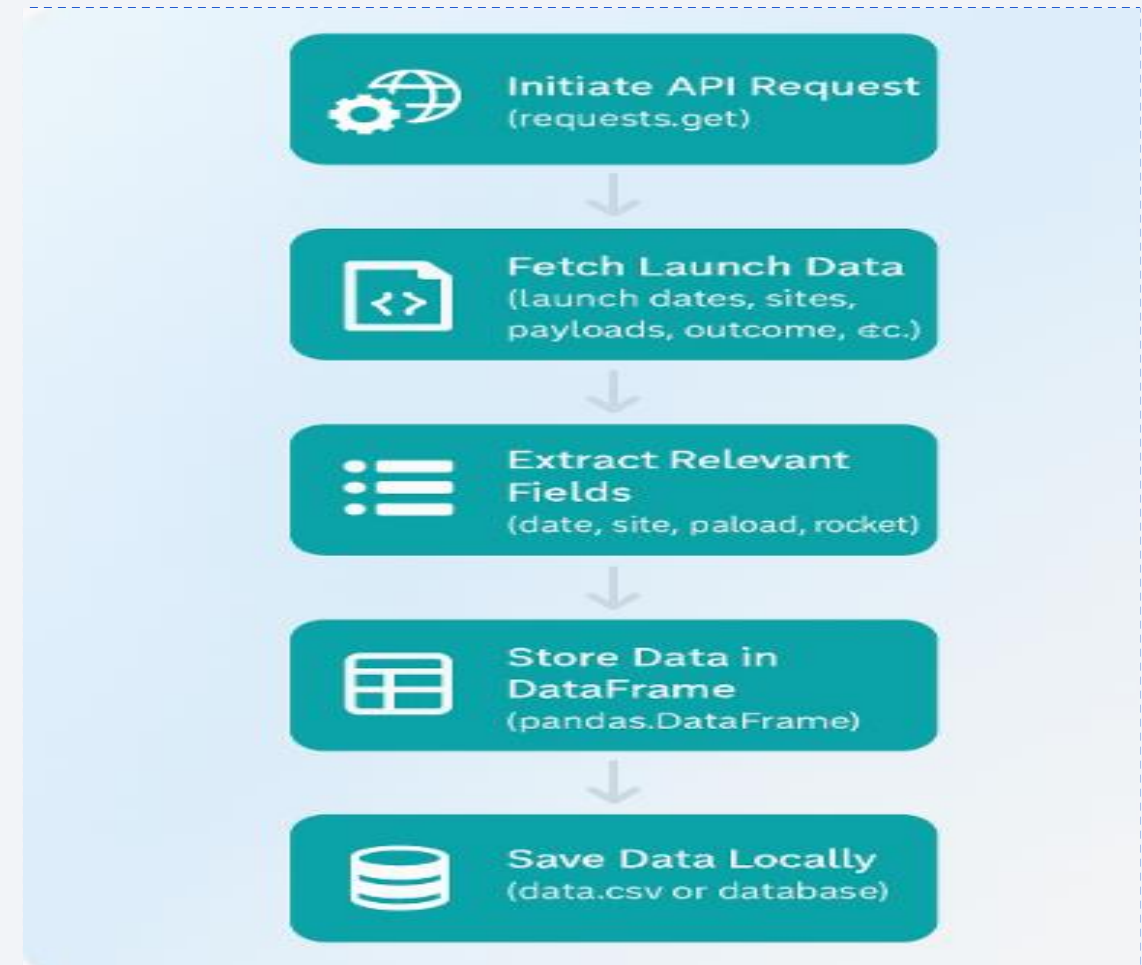 Initiate API Request
(requests.get)
Fetch Launch Data
(launch dates, sites,
payloads, outcome, etc.)
Extract Relevant
Fields
(date, site, paload, rocket)
Store Data in
DataFrame
(pandas.DataFrame)
Save Data Locally
(data.csv or database)